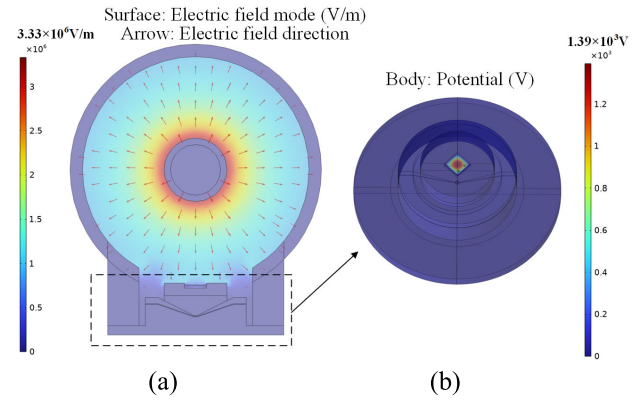 Surface: Electric field mode (V/m)
Arrow: Electric field direction
3.33×10⁶V/m
×10⁶
3
2.5
2
1.5
1
0.5
0
(a)
Body: Potential (V)
1.39×10³V
×10³
1.2
1
0.8
0.6
0.4
0.2
0
(b)